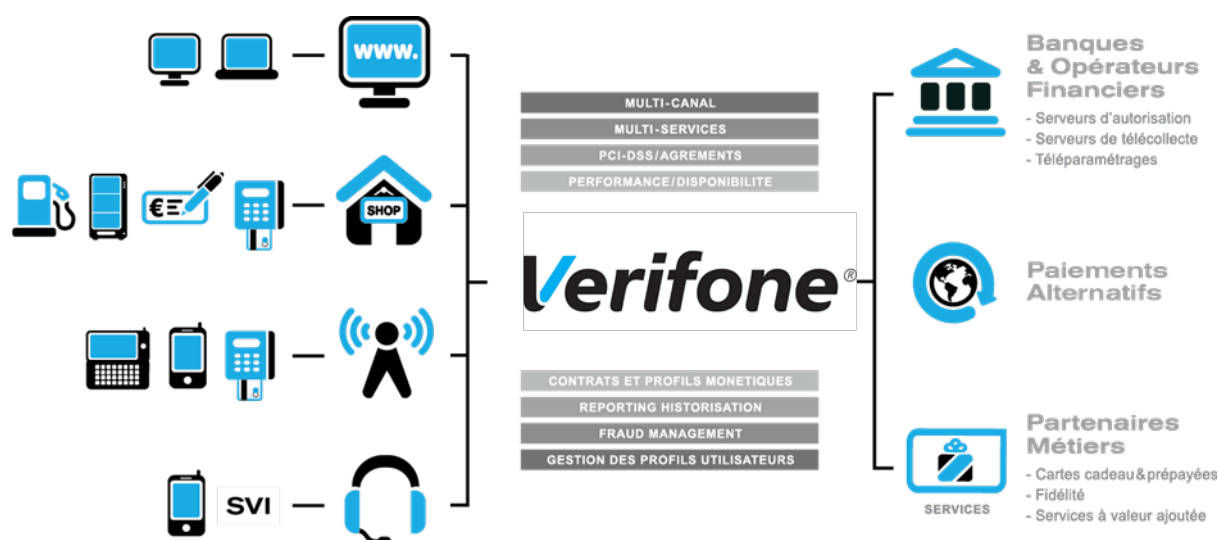 www.
€
SHOP
SVI
MULTI-CANAL
MULTI-SERVICES
PCI-DSS/AGREMENTS
PERFORMANCE/DISPONIBILITE
Verifone®
CONTRATS ET PROFILS MONETIQUES
REPORTING HISTORISATION
FRAUD MANAGEMENT
GESTION DES PROFILS UTILISATEURS
Banques
& Opérateurs
Financiers
- Serveurs d'autorisation
- Serveurs de télécollecte
- Téléparamétrages
Paiements
Alternatifs
SERVICES
Partenaires
Métiers
- Cartes cadeau & prépayées
- Fidélité
- Services à valeur ajoutée